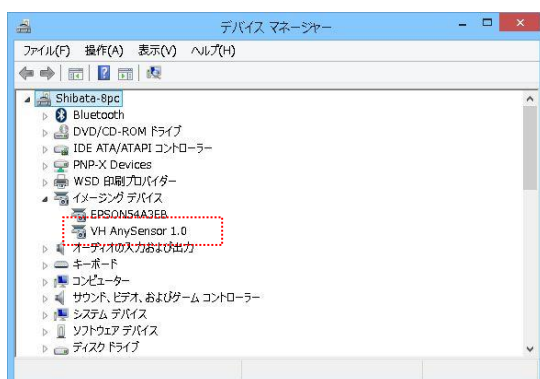 デバイス マネージャー
ファイル(F) 操作(A) 表示(V) ヘルプ(H)
Shibata-8pc
Bluetooth
DVD/CD-ROM ドライブ
IDE ATA/ATAPI コントローラー
PNP-X Devices
WSD 印刷プロバイダー
イメージング デバイス
EPSON54A3EB
VH AnySensor 1.0
オーディオの入力および出力
キーボード
コンピューター
サウンド、ビデオ、およびゲーム コントローラー
システム デバイス
ソフトウェア デバイス
ディスク ドライブ